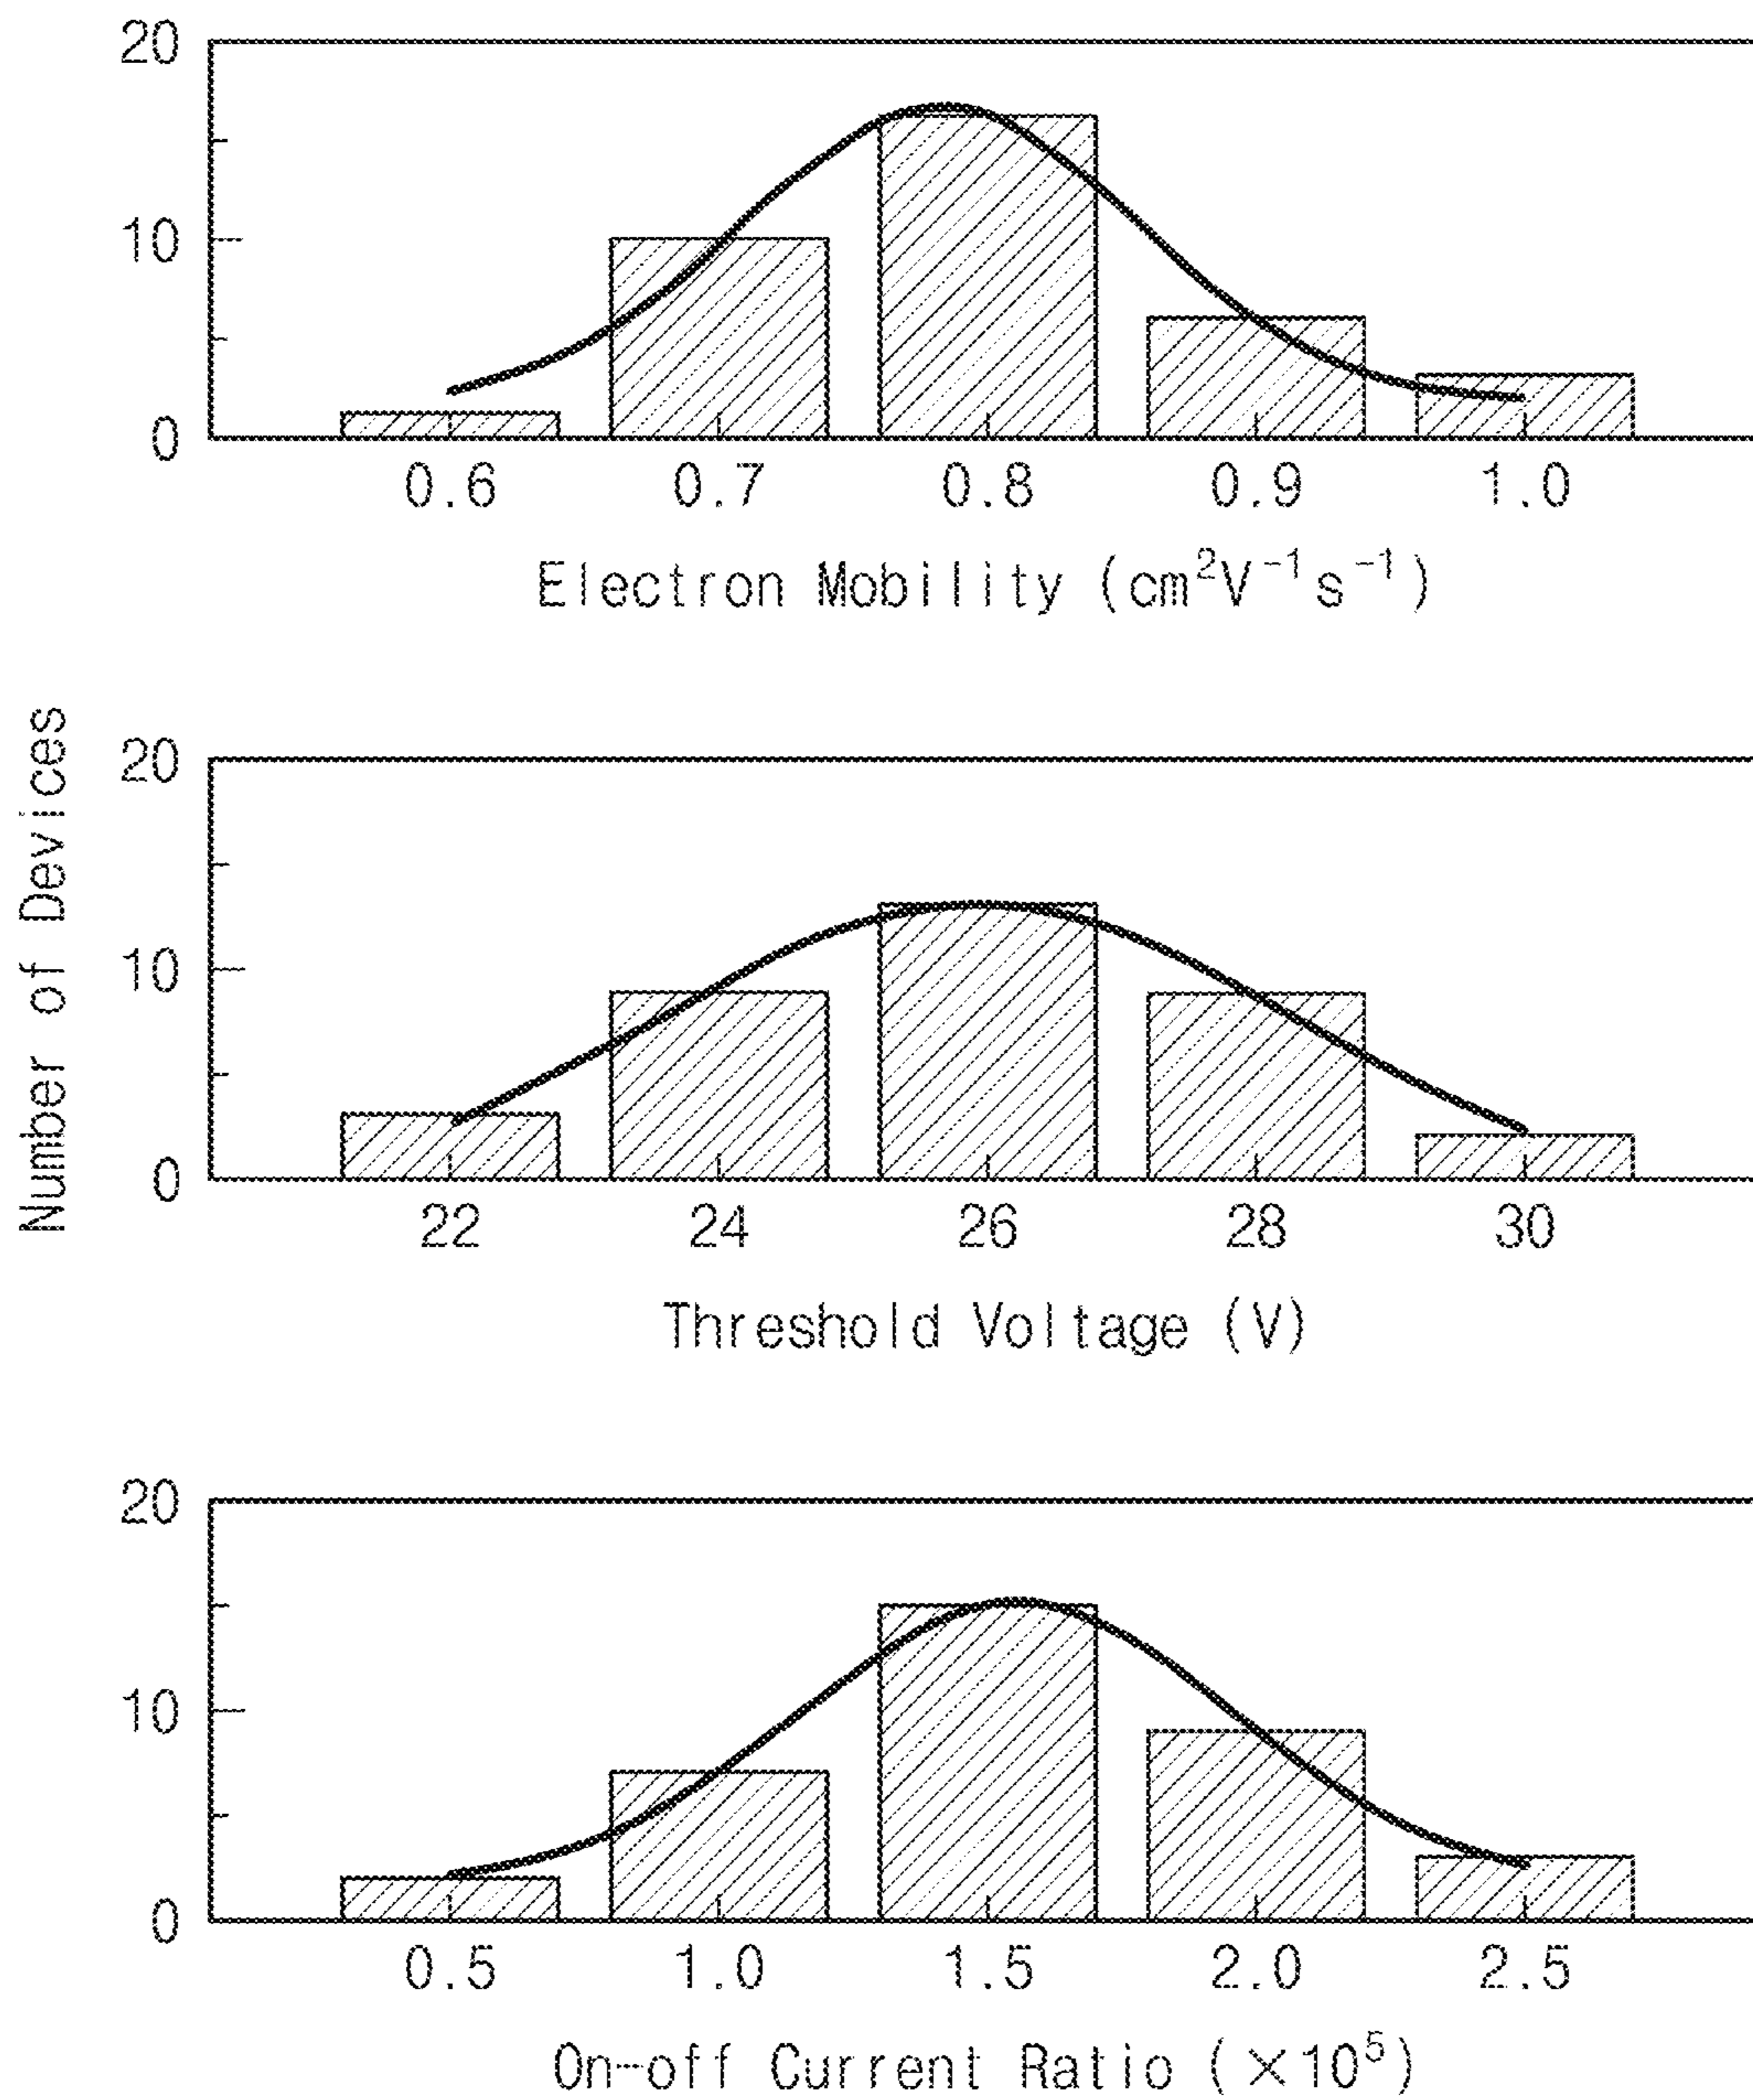 Number of Devices
20
10
0
0.6 0.7 0.8 0.9 1.0
Electron Mobility (cm²V⁻¹s⁻¹)
20
10
0
22 24 26 28 30
Threshold Voltage (V)
20
10
0
0.5 1.0 1.5 2.0 2.5
On-off Current Ratio (×10⁵)